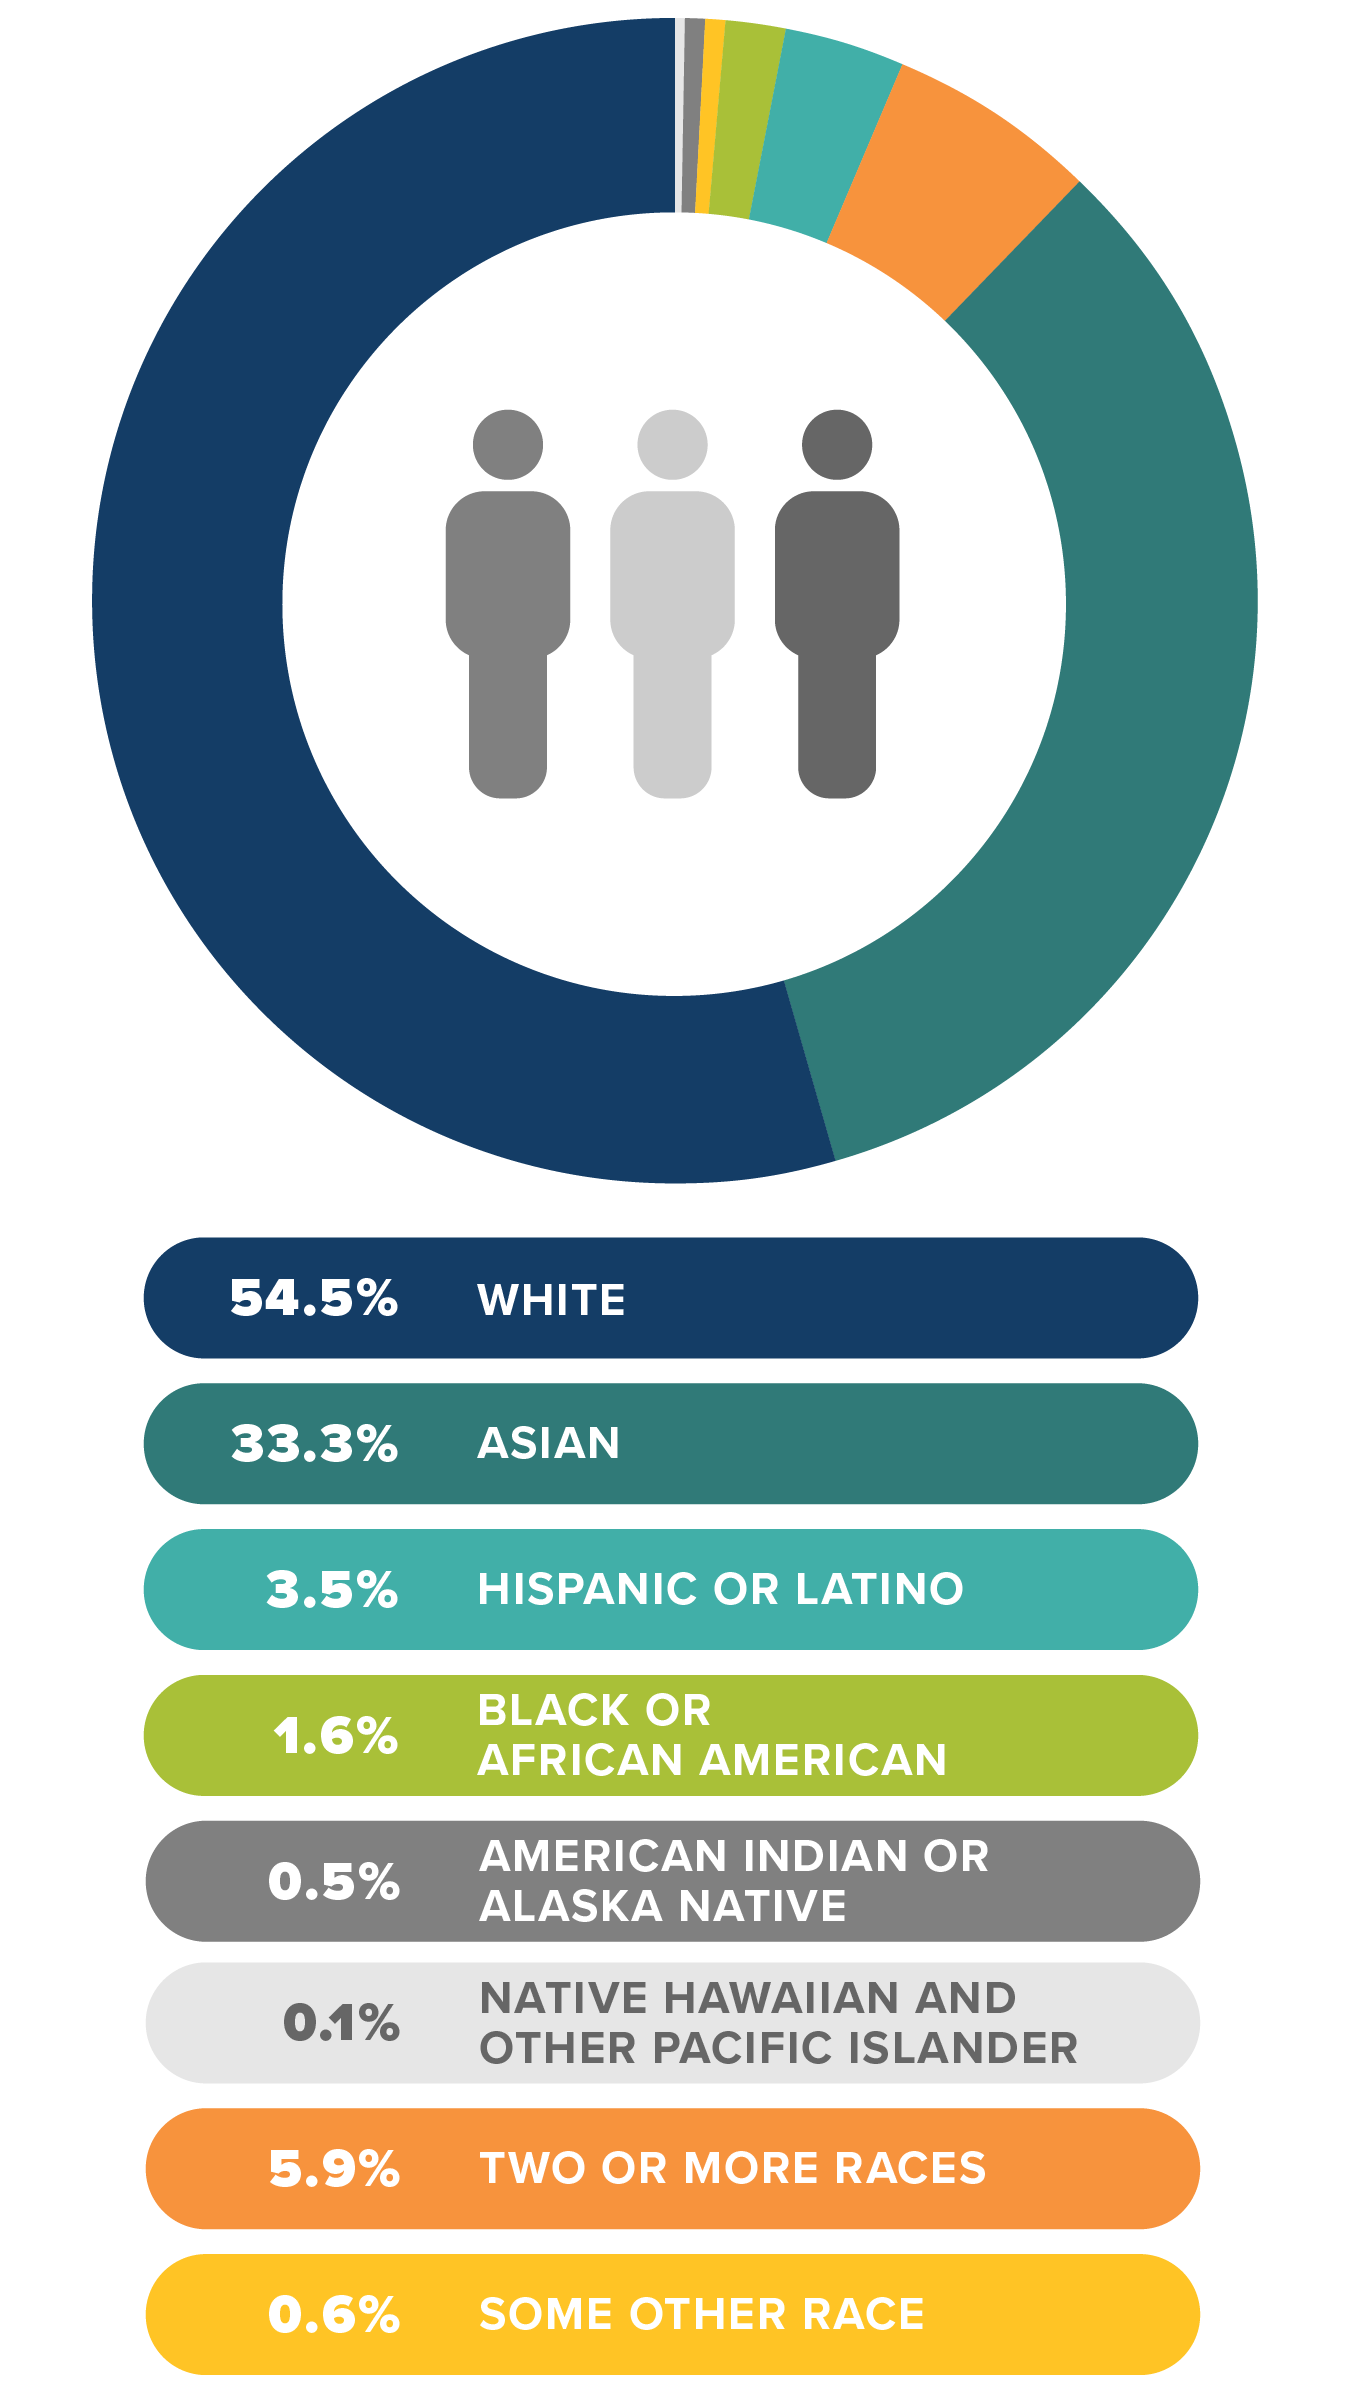 54.5% WHITE
33.3% ASIAN
3.5% HISPANIC OR LATINO
1.6% BLACK OR
AFRICAN AMERICAN
0.5% AMERICAN INDIAN OR
ALASKA NATIVE
0.1% NATIVE HAWAIIAN AND
OTHER PACIFIC ISLANDER
5.9% TWO OR MORE RACES
0.6% SOME OTHER RACE